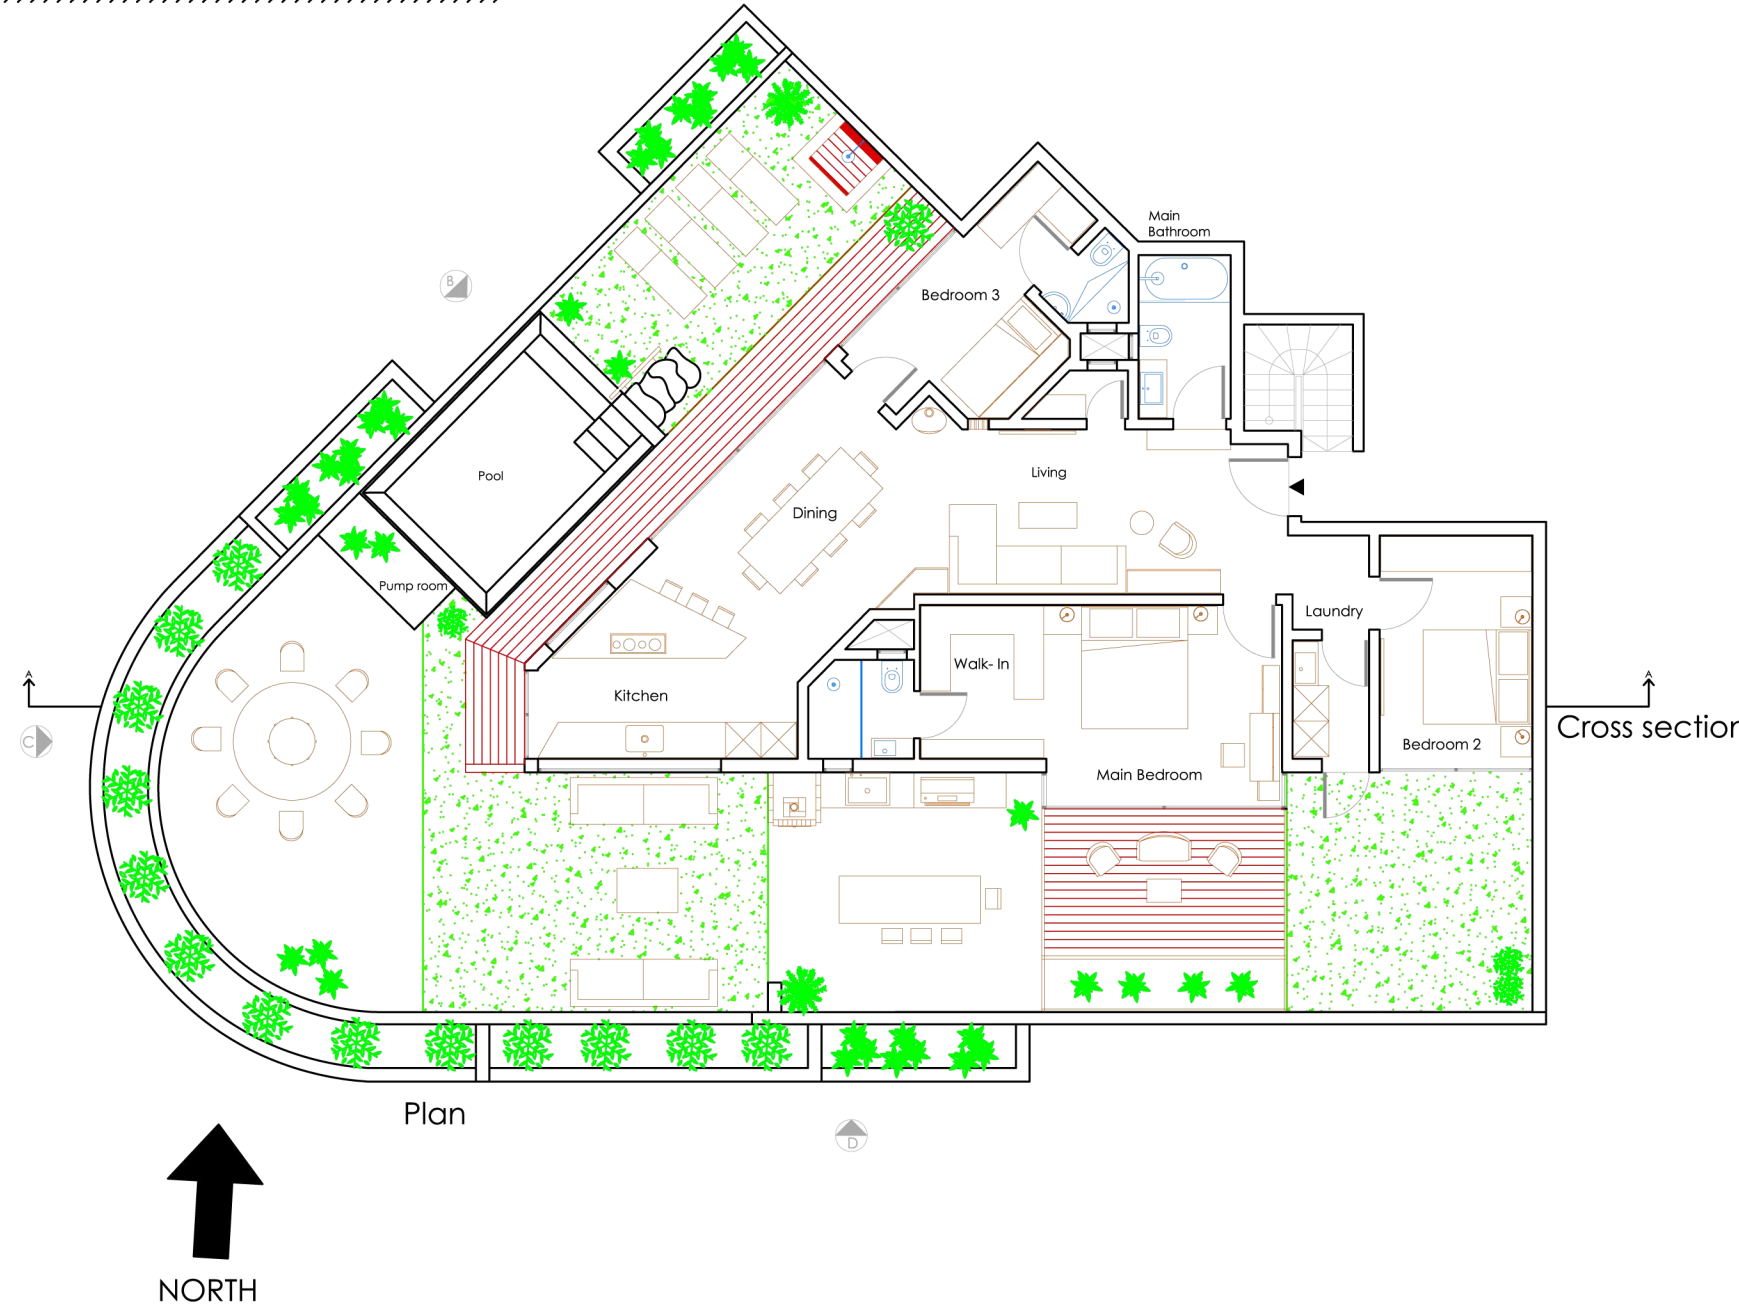 Main
Bathroom
B
Bedroom 3
Living
Pool
Dining
Pump room
Laundry
Walk- In
A
A
Kitchen
Cross section
C
Bedroom 2
Main Bedroom
Plan
D
NORTH